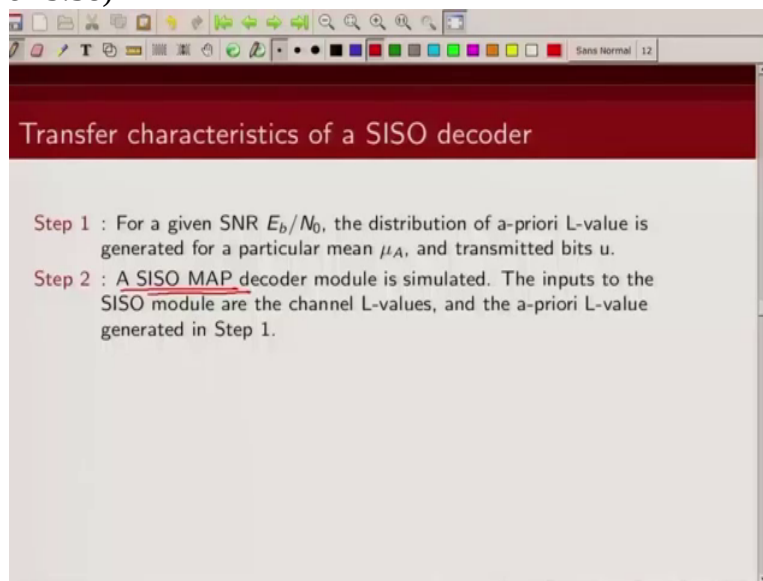 T
Sans Normal 12
Transfer characteristics of a SISO decoder
Step 1 : For a given SNR E_b/N_0, the distribution of a-priori L-value is
generated for a particular mean μ_A, and transmitted bits u.
Step 2 : A SISO MAP decoder module is simulated. The inputs to the
SISO module are the channel L-values, and the a-priori L-value
generated in Step 1.